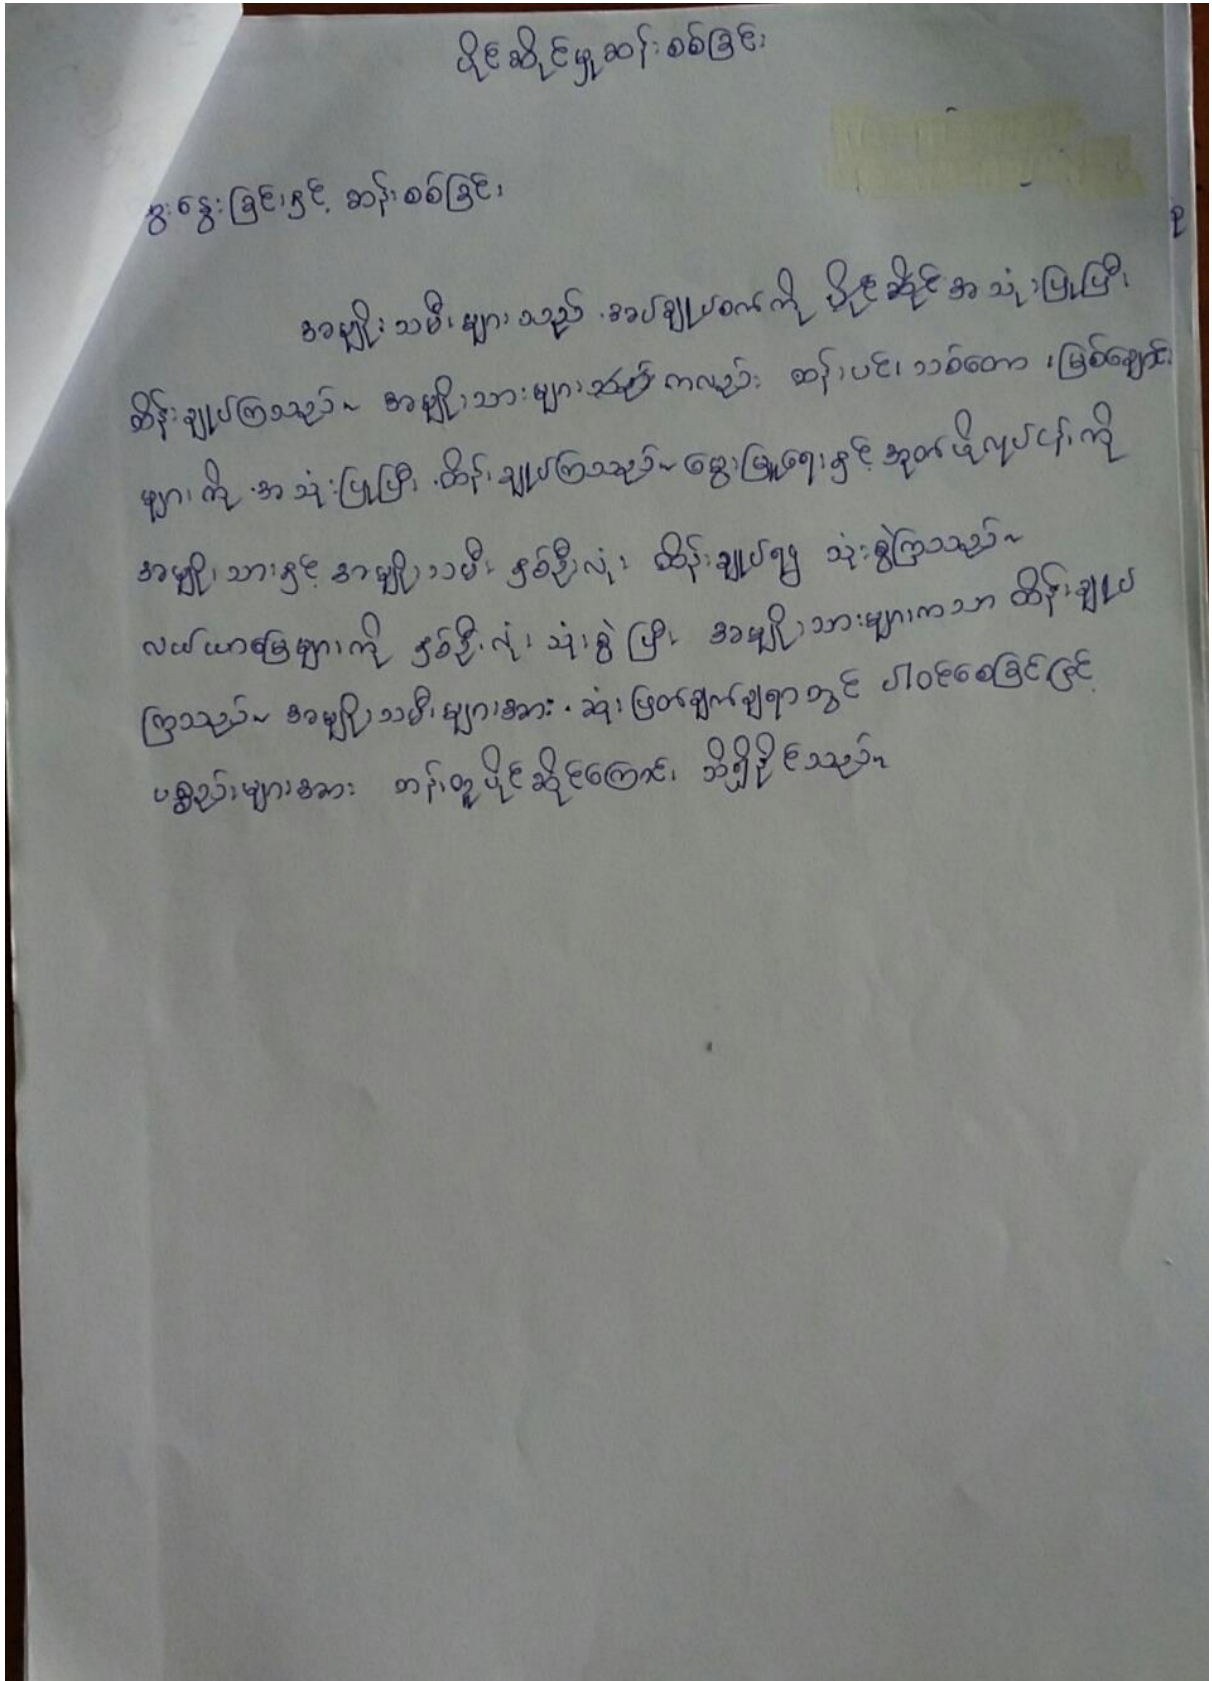 ပိုင်ဆိုင်မှုဆန်းစစ်ခြင်း
နွေးခြင်းနှင့် ဆန်းစစ်ခြင်း
အမျိုးသမီးများသည် အပ်ချုပ်စက်ကို ပိုင်ဆိုင်အသုံးပြုပြီး
ထိန်းချုပ်ကြသည်။ အမျိုးသားများ ကလည်း ဆန်းပင်၊ သစ်တော ၊ မြစ်ချောင်း
များကို အသုံးပြုပြီး ထိန်းချုပ်ကြသည်။ မွေးမြူရေးနှင့် အုတ်ဖိုလုပ်ငန်းကို
အမျိုးသားနှင့် အမျိုးသမီး နှစ်ဦးလုံး ထိန်းချုပ်၍ သုံးစွဲကြသည်။
လယ်ယာမြေများကို နှစ်ဦးလုံး သုံးစွဲပြီး အမျိုးသားများကသာ ထိန်းချုပ်
ကြသည်။ အမျိုးသမီးများအား ဆုံးဖြတ်ချက်ချရာတွင် ပါဝင်စေခြင်ဖြင့်
ပစ္စည်းများအား တန်းတူပိုင်ဆိုင်ကြောင်း သိရှိနိုင်သည်။